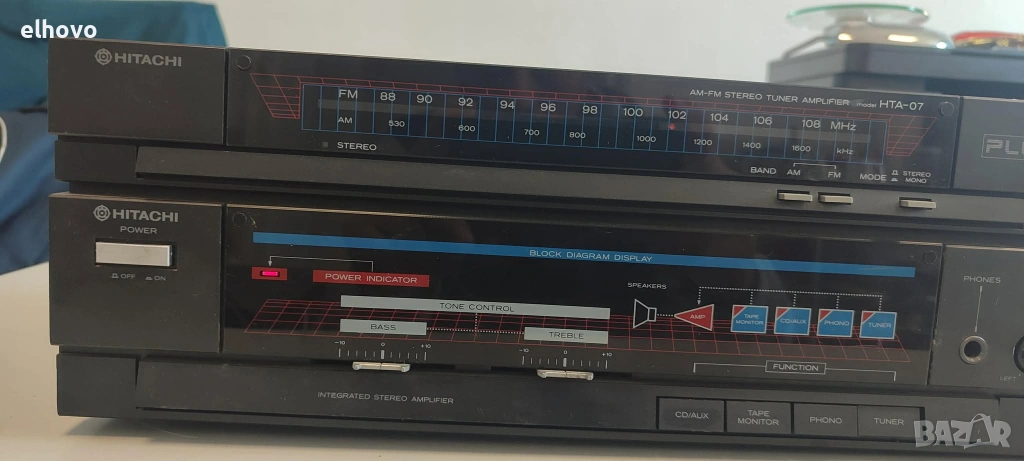 elhovo
HITACHI
AM-FM STEREO TUNER AMPLIFIER model HTA-07
FM 88 90 92 94 96 98 100 102 104 106 108 MHz
AM 530 600 700 800 1000 1200 1400 1600 kHz
STEREO
BAND AM FM MODE STEREO
MONO
HITACHI
POWER
OFF ON
BLOCK DIAGRAM DISPLAY
POWER INDICATOR
SPEAKERS
TONE CONTROL
AMP
TAPE MONITOR
CD/AUX
PHONO
TUNER
BASS
TREBLE
-10 0 +10
-10 0 +10
FUNCTION
PHONES
LEFT
INTEGRATED STEREO AMPLIFIER
CD/AUX
TAPE MONITOR
PHONO
TUNER
BAZAR